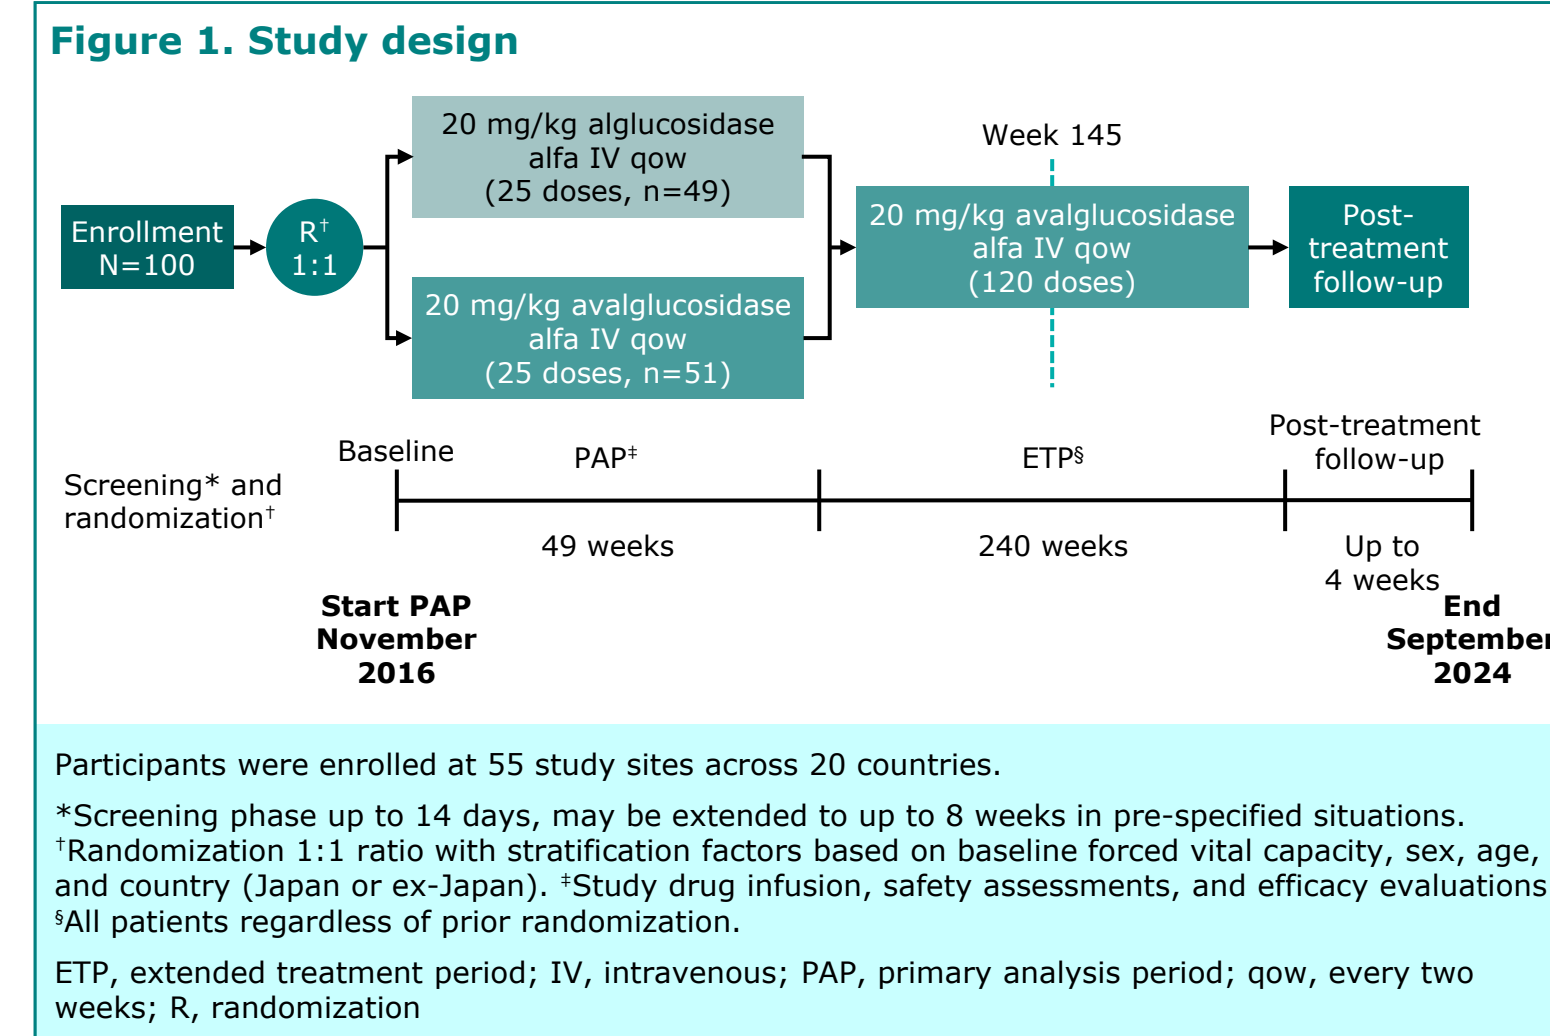 Figure 1. Study design
20 mg/kg alglucosidase
alfa IV qow
(25 doses, n=49)
Week 145
Enrollment
N=100
R†
1:1
20 mg/kg avalglucosidase
alfa IV qow
(120 doses)
Post-
treatment
follow-up
20 mg/kg avalglucosidase
alfa IV qow
(25 doses, n=51)
Screening* and
randomization†
Baseline
PAP‡
ETP§
Post-treatment
follow-up
49 weeks
240 weeks
Up to
4 weeks
Start PAP
November
2016
End
September
2024
Participants were enrolled at 55 study sites across 20 countries.
*Screening phase up to 14 days, may be extended to up to 8 weeks in pre-specified situations.
†Randomization 1:1 ratio with stratification factors based on baseline forced vital capacity, sex, age,
and country (Japan or ex-Japan). ‡Study drug infusion, safety assessments, and efficacy evaluations
§All patients regardless of prior randomization.
ETP, extended treatment period; IV, intravenous; PAP, primary analysis period; qow, every two
weeks; R, randomization